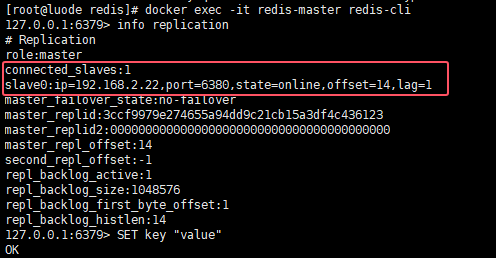 [root@luode redis]# docker exec -it redis-master redis-cli
127.0.0.1:6379> info replication
# Replication
role:master
connected_slaves:1
slave0:ip=192.168.2.22,port=6380,state=online,offset=14,lag=1
master_failover_state:no-failover
master_replid:3ccf9979e274655a94dd9c21cb15a3df4c436123
master_replid2:0000000000000000000000000000000000000000
master_repl_offset:14
second_repl_offset:-1
repl_backlog_active:1
repl_backlog_size:1048576
repl_backlog_first_byte_offset:1
repl_backlog_histlen:14
127.0.0.1:6379> SET key "value"
OK